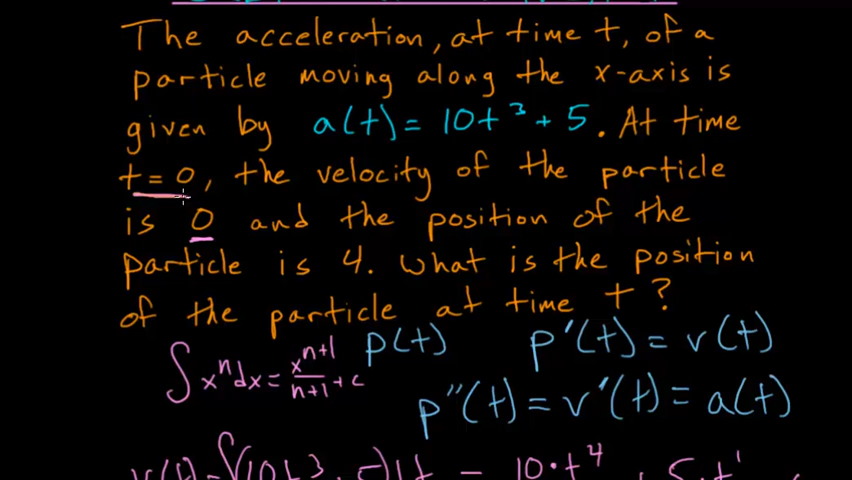 The acceleration, at time t, of a
particle moving along the x-axis is
given by a(t) = 10t³ + 5. At time
t = 0, the velocity of the particle
is 0 and the position of the
particle is 4. What is the position
of the particle at time t?
∫xⁿdx = xⁿ⁺¹/n+1 + c p(t) p'(t) = v(t)
p''(t) = v'(t) = a(t)